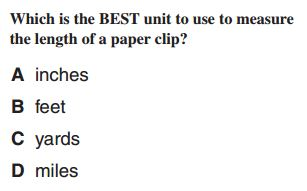 Which is the BEST unit to use to measure
the length of a paper clip?
A inches
B feet
C yards
D miles